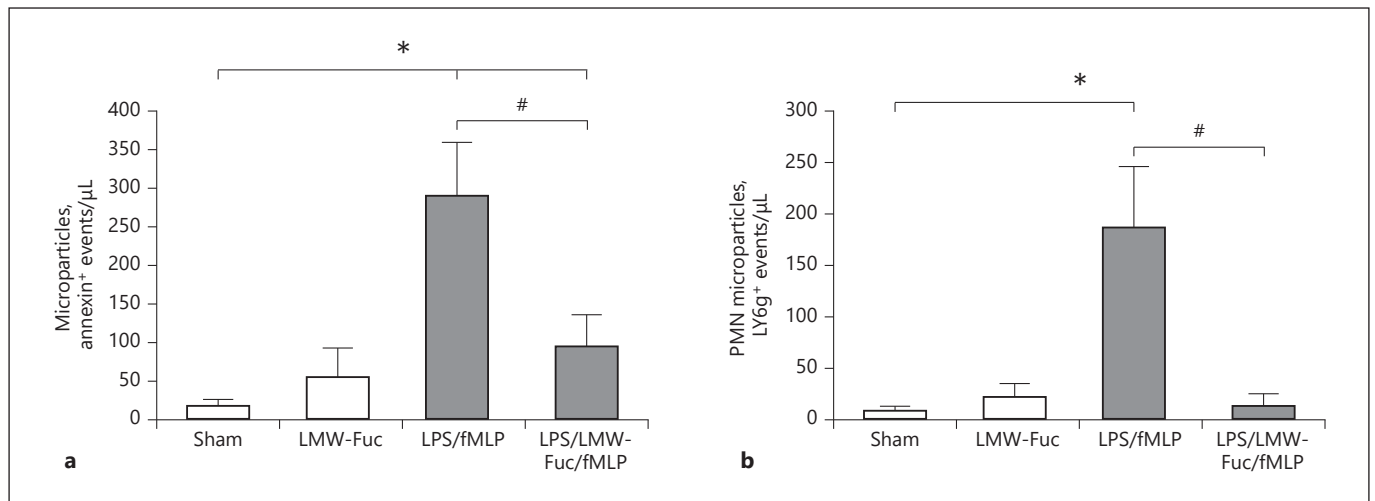 *
#
400
350
300
250
200
150
100
50
0
Microparticles,
annexin⁺ events/µL
Sham
LMW-Fuc
LPS/fMLP
LPS/LMW-
Fuc/fMLP
a
*
#
300
250
200
150
100
50
0
PMN microparticles,
LY6g⁺ events/µL
Sham
LMW-Fuc
LPS/fMLP
LPS/LMW-
Fuc/fMLP
b